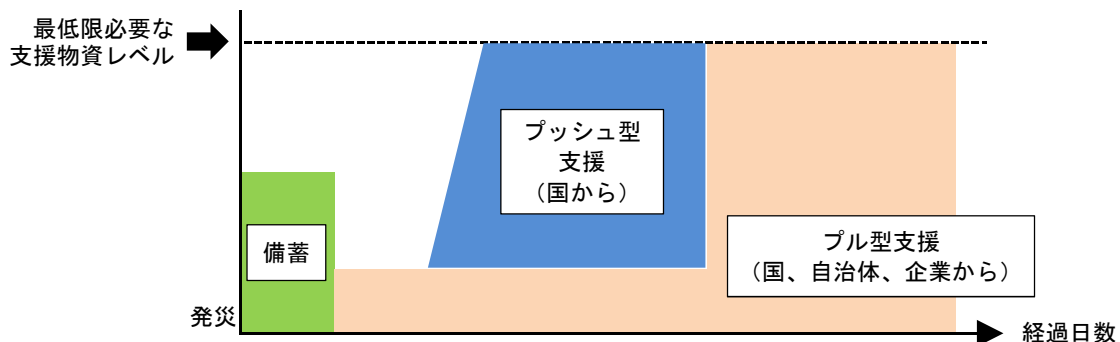 最低限必要な
支援物資レベル
プッシュ型
支援
（国から）
備蓄
プル型支援
（国、自治体、企業から）
発災
経過日数